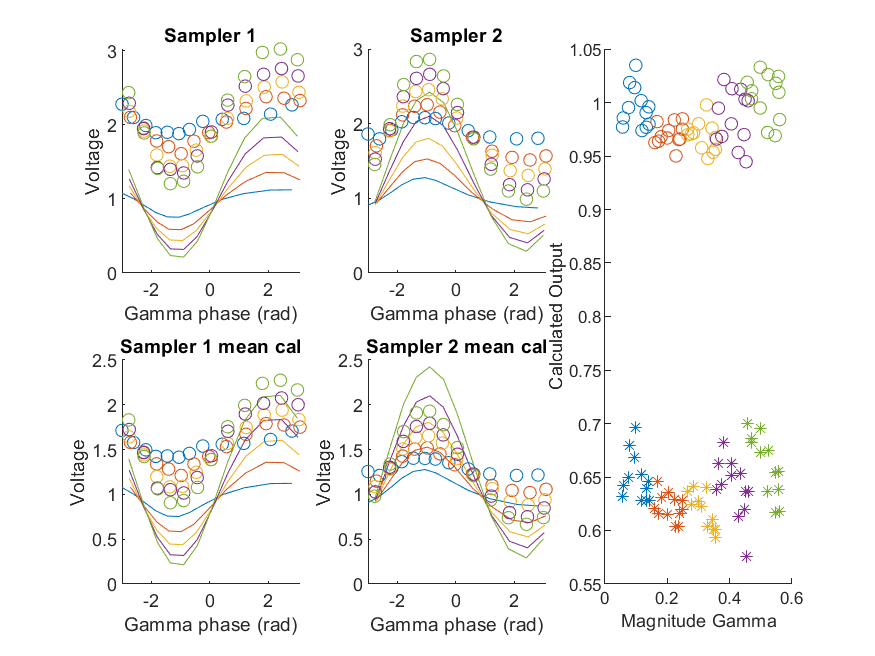 Sampler 1
3
2
1
0
Voltage
-2 0 2
Gamma phase (rad)
Sampler 2
3
2
1
0
Voltage
-2 0 2
Gamma phase (rad)
Sampler 1 mean cal
2.5
2
1.5
1
0.5
0
Voltage
-2 0 2
Gamma phase (rad)
Sampler 2 mean cal
2.5
2
1.5
1
0.5
0
Voltage
-2 0 2
Gamma phase (rad)
1.05
1
0.95
0.9
0.85
0.8
0.75
0.7
0.65
0.6
0.55
Calculated Output
0 0.2 0.4 0.6
Magnitude Gamma